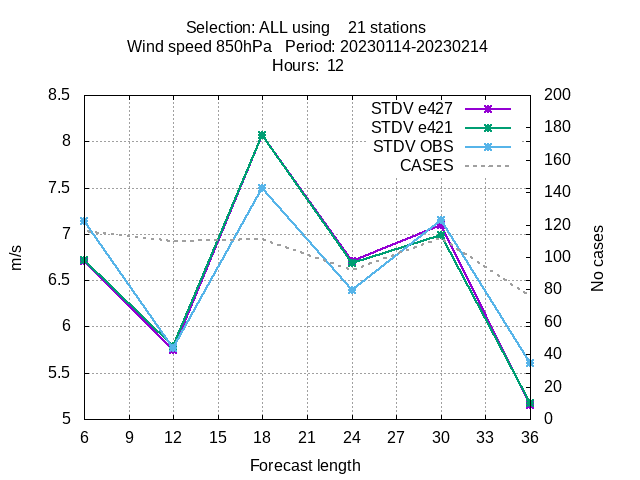 Selection: ALL using    21 stations
Wind speed 850hPa   Period: 20230114-20230214
Hours:  12
STDV e427
STDV e421
STDV OBS
CASES
8.5
8
7.5
7
6.5
6
5.5
5
m/s
200
180
160
140
120
100
80
60
40
20
0
No cases
6 9 12 15 18 21 24 27 30 33 36
Forecast length